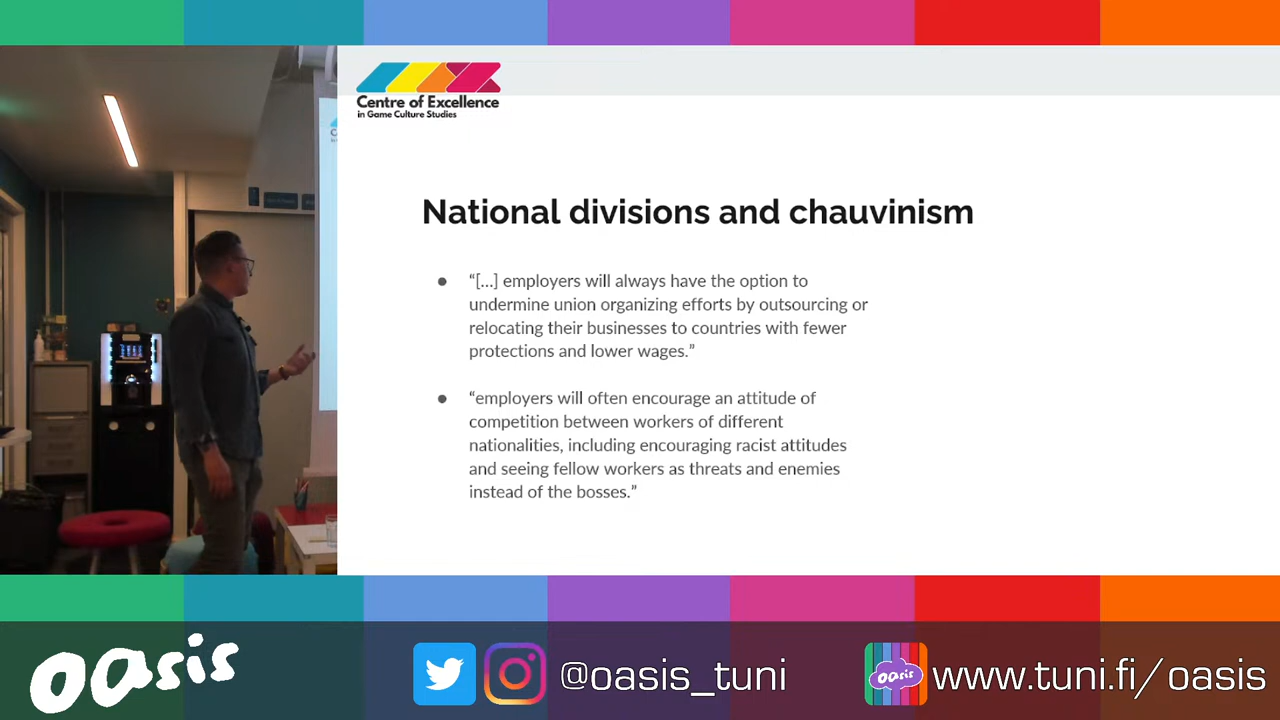 Centre of Excellence
in Game Culture Studies
National divisions and chauvinism
“[...] employers will always have the option to
undermine union organizing efforts by outsourcing or
relocating their businesses to countries with fewer
protections and lower wages.”
“employers will often encourage an attitude of
competition between workers of different
nationalities, including encouraging racist attitudes
and seeing fellow workers as threats and enemies
instead of the bosses.”
oasis
@oasis_tuni
oasis
www.tuni.fi/oasis